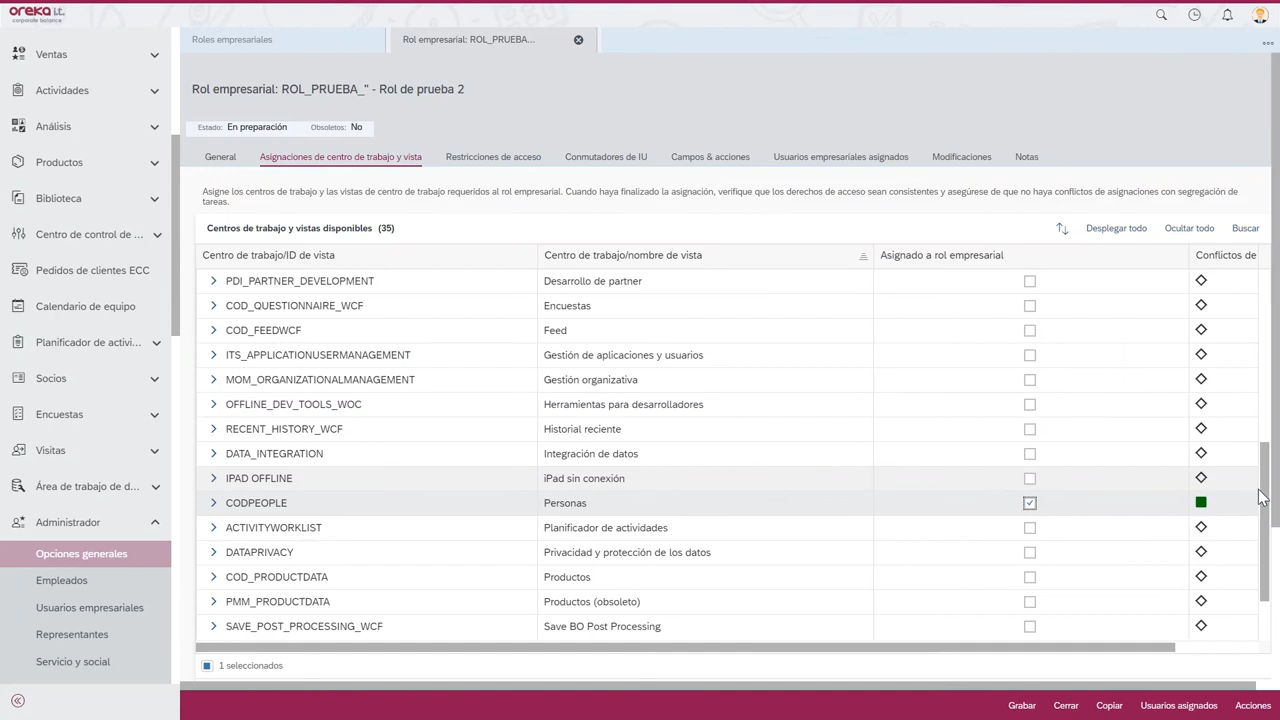 oreka i.t.
corporate balance
Roles empresariales
Rol empresarial: ROL_PRUEBA...
Ventas
Actividades
Análisis
Productos
Biblioteca
Centro de control de ...
Pedidos de clientes ECC
Calendario de equipo
Planificador de activi...
Socios
Encuestas
Visitas
Área de trabajo de d...
Administrador
Opciones generales
Empleados
Usuarios empresariales
Representantes
Servicio y social
Rol empresarial: ROL_PRUEBA_" - Rol de prueba 2
Estado: En preparación Obsoletos: No
General Asignaciones de centro de trabajo y vista Restricciones de acceso Conmutadores de IU Campos & acciones Usuarios empresariales asignados Modificaciones Notas
Asigne los centros de trabajo y las vistas de centro de trabajo requeridos al rol empresarial. Cuando haya finalizado la asignación, verifique que los derechos de acceso sean consistentes y asegúrese de que no haya conflictos de asignaciones con segregación de
tareas.
Centros de trabajo y vistas disponibles (35) Desplegar todo Ocultar todo Buscar
Centro de trabajo/ID de vista Centro de trabajo/nombre de vista Asignado a rol empresarial Conflictos de
PDI_PARTNER_DEVELOPMENT Desarrollo de partner
COD_QUESTIONNAIRE_WCF Encuestas
COD_FEEDWCF Feed
ITS_APPLICATIONUSERMANAGEMENT Gestión de aplicaciones y usuarios
MOM_ORGANIZATIONALMANAGEMENT Gestión organizativa
OFFLINE_DEV_TOOLS_WOC Herramientas para desarrolladores
RECENT_HISTORY_WCF Historial reciente
DATA_INTEGRATION Integración de datos
IPAD OFFLINE iPad sin conexión
CODPEOPLE Personas
ACTIVITYWORKLIST Planificador de actividades
DATAPRIVACY Privacidad y protección de los datos
COD_PRODUCTDATA Productos
PMM_PRODUCTDATA Productos (obsoleto)
SAVE_POST_PROCESSING_WCF Save BO Post Processing
1 seleccionados
Grabar Cerrar Copiar Usuarios asignados Acciones